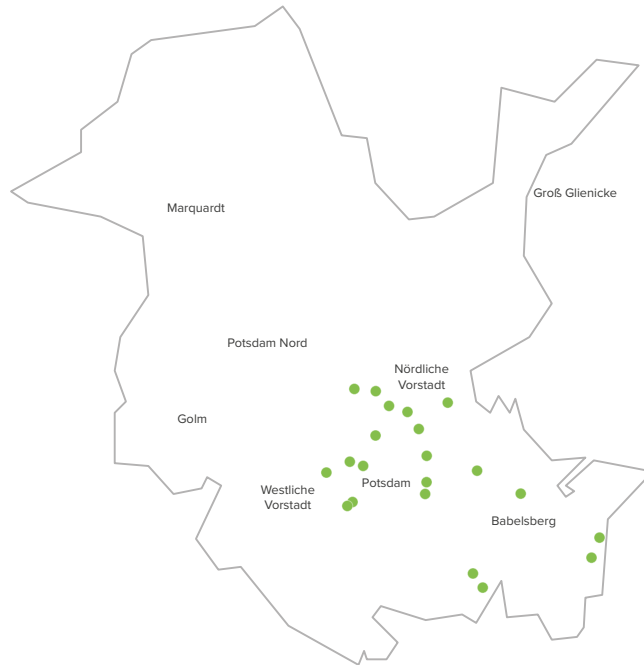 Groß Glienicke
Marquardt
Potsdam Nord
Nördliche
Vorstadt
Golm
Westliche
Vorstadt
Potsdam
Babelsberg